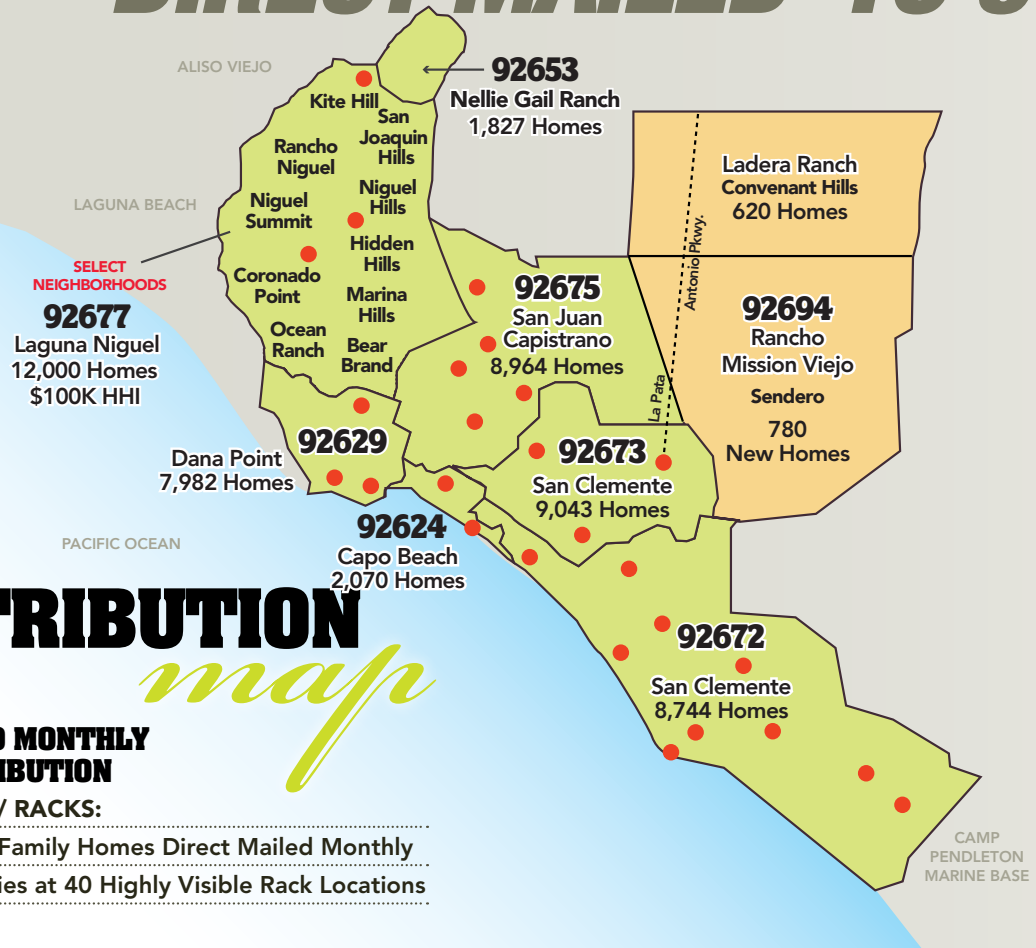 DIRECT MAILED TO
ALISO VIEJO
92653
Nellie Gail Ranch
1,827 Homes
Kite Hill
San
Joaquin
Hills
Rancho
Niguel
Niguel
Hills
Niguel
Summit
Hidden
Hills
Coronado
Point
Marina
Hills
Ocean
Ranch
Bear
Brand
LAGUNA BEACH
SELECT
NEIGHBORHOODS
92677
Laguna Niguel
12,000 Homes
$100K HHI
Ladera Ranch
Convenant Hills
620 Homes
Antonio Pkwy.
La Pata
92675
San Juan
Capistrano
8,964 Homes
92694
Rancho
Mission Viejo
Sendero
780
New Homes
92629
Dana Point
7,982 Homes
92673
San Clemente
9,043 Homes
92624
Capo Beach
2,070 Homes
PACIFIC OCEAN
92672
San Clemente
8,744 Homes
CAMP
PENDLETON
MARINE BASE
TRIBUTION
map
MONTHLY
IBUTION
/ RACKS:
Family Homes Direct Mailed Monthly
ies at 40 Highly Visible Rack Locations